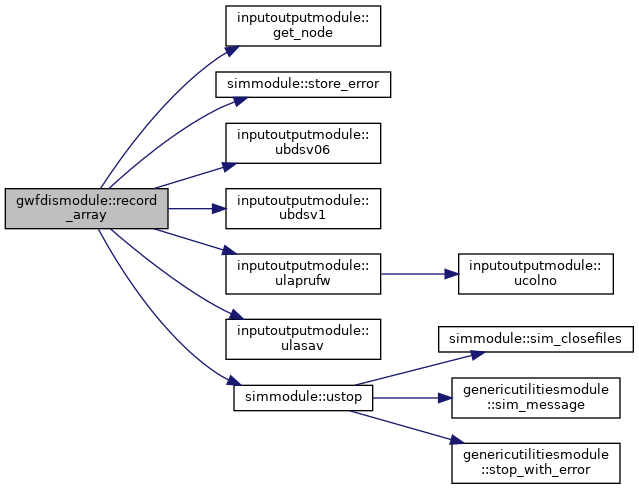 gwfdismodule::record
_array
inputoutputmodule::
get_node
simmodule::store_error
inputoutputmodule::
ubdsv06
inputoutputmodule::
ubdsv1
inputoutputmodule::
ulaprufw
inputoutputmodule::
ucolno
inputoutputmodule::
ulasav
simmodule::ustop
simmodule::sim_closefiles
genericutilitiesmodule
::sim_message
genericutilitiesmodule
::stop_with_error